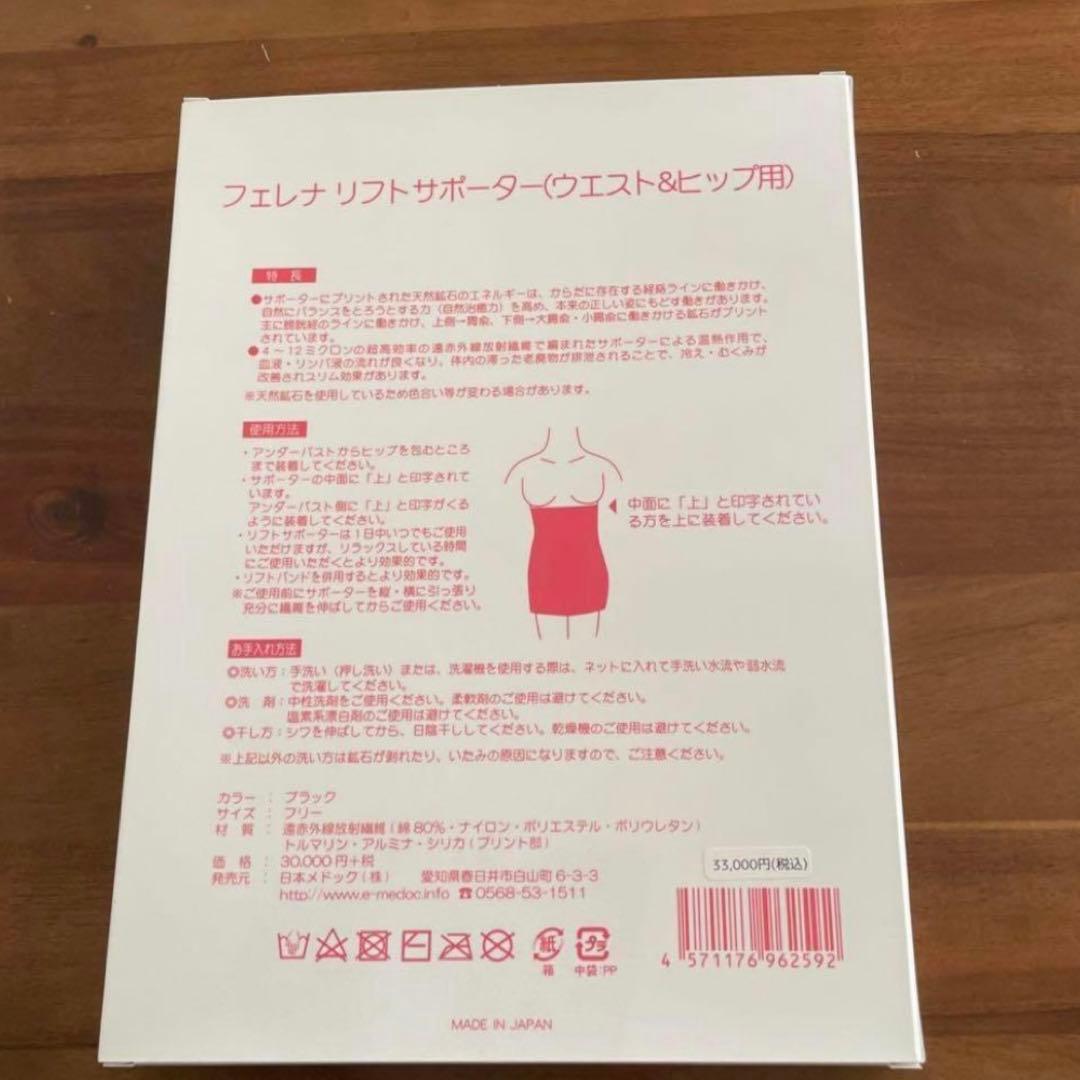 フェレナ リフトサポーター(ウエスト&ヒップ用)
特 長
●サポーターにプリントされた天然鉱石のエネルギーは、からだに存在する経絡ラインに働きかけ、
自然にバランスをとろうとする力（自然治癒力）を高め、本来の正しい姿にもどす働きがあります。
主に膀胱経のラインに働きかけ、上側→胃兪、下側→大腸兪・小腸兪に働きかける鉱石がプリント
されています。
●4～12ミクロンの超高効率の遠赤外線放射繊維で編まれたサポーターによる温熱作用で、
血液・リンパ液の流れが良くなり、体内の滞った老廃物が排泄されることで、冷え・むくみが
改善されスリム効果があります。
※天然鉱石を使用しているため色合い等が変わる場合があります。
使用方法
・アンダーバストからヒップを包むところ
まで装着してください。
・サポーターの中面に「上」と印字されて
います。
アンダーバスト側に「上」と印字がくる
ように装着してください。
・リフトサポーターは1日中いつでもご使用
いただけますが、リラックスしている時間
にご使用いただくとより効果的です。
・リフトバンドを併用するとより効果的です。
※ご使用前にサポーターを縦・横に引っ張り
充分に繊維を伸ばしてからご使用ください。
中面に「上」と印字されてい
る方を上に装着してください。
お手入れ方法
◎洗い方：手洗い（押し洗い）または、洗濯機を使用する際は、ネットに入れて手洗い水流や弱水流
で洗濯してください。
◎洗 剤：中性洗剤をご使用ください。柔軟剤のご使用は避けてください。
塩素系漂白剤のご使用は避けてください。
◎干し方：シワを伸ばしてから、日陰干ししてください。乾燥機のご使用は避けてください。
※上記以外の洗い方は鉱石が剥れたり、いたみの原因になりますので、ご注意ください。
カラー：ブラック
サイズ：フリー
材 質：遠赤外線放射繊維(綿80%・ナイロン・ポリエステル・ポリウレタン)
トルマリン・アルミナ・シリカ(プリント部)
価 格：30,000円+税
発売元：日本メドック(株) 愛知県春日井市白山町6-3-3
http://www.e-medoc.info ☎0568-53-1511
33,000円(税込)
紙
箱
プラ
中袋:PP
4 571176 962592
MADE IN JAPAN